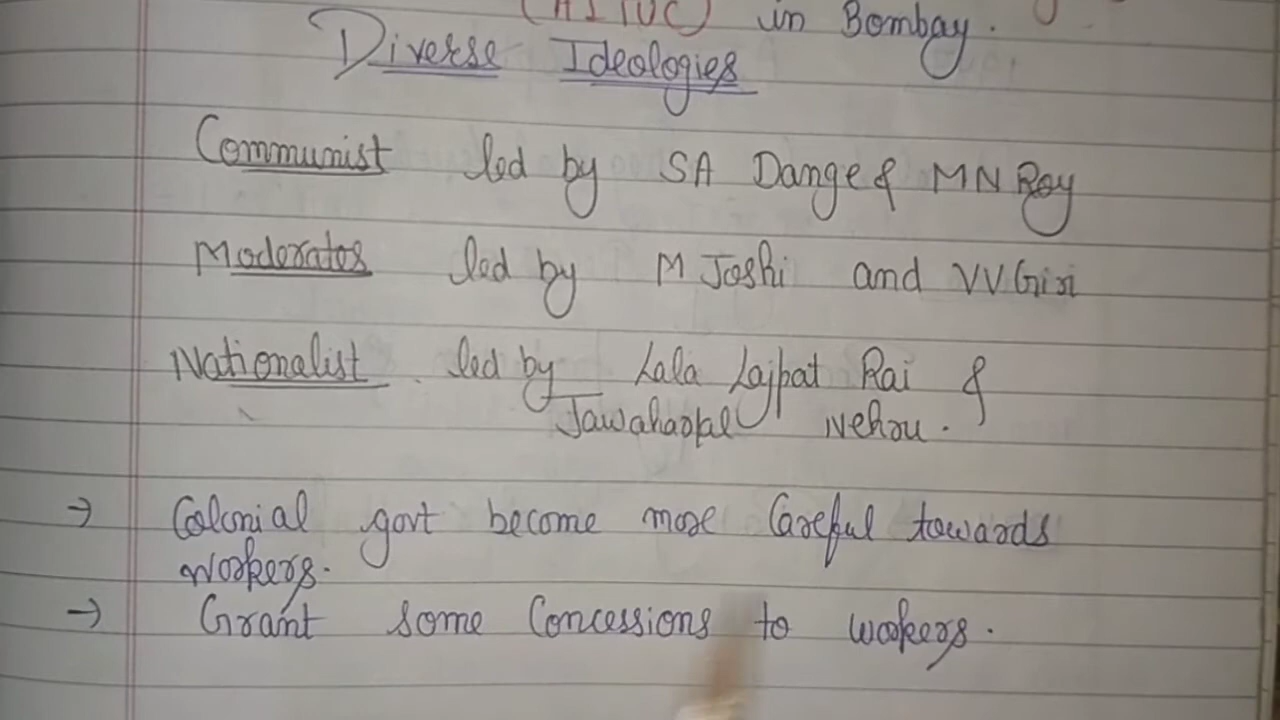 (AITUC) in Bombay.
Diverse Ideologies
Communist led by SA Dange & MN Roy
Moderates led by M Joshi and VV Giri
Nationalist led by Lala Lajpat Rai &
Jawaharlal Nehru.
→ Colonial govt become more Careful towards
workers.
→ Grant some Concessions to workers.